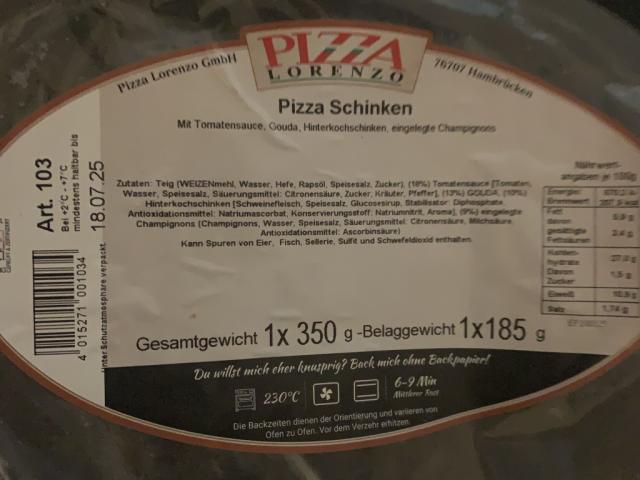 Pizza Lorenzo GmbH
PIZZA
LORENZO
76707 Hambrücken
Pizza Schinken
Mit Tomatensauce, Gouda, Hinterkochschinken, eingelegte Champignons
Art. 103
Bei +2°C - +7°C
mindestens haltbar bis
18.07.25
unter Schutzatmosphäre verpackt
4 015271 001034
Zutaten: Teig (WEIZENmehl, Wasser, Hefe, Rapsöl, Speisesalz, Zucker), (18%) Tomatensauce [Tomaten,
Wasser, Speisesalz, Säuerungsmittel: Citronensäure, Zucker, Kräuter, Pfeffer], (13%) GOUDA, (10%)
Hinterkochschinken [Schweinefleisch, Speisesalz, Glucosesirup, Stabilisator: Diphosphate,
Antioxidationsmittel: Natriumascorbat, Konservierungsstoff: Natriumnitrit, Aroma], (9%) eingelegte
Champignons (Champignons, Wasser, Speisesalz, Säuerungsmittel: Citronensäure, Milchsäure,
Antioxidationsmittel: Ascorbinsäure)
Kann Spuren von Eier, Fisch, Sellerie, Sulfit und Schwefeldioxid enthalten.
Nährwert-
angaben je 100g
Energie/
Brennwert
Fett
davon
gesättigte
Fettsäuren
Kohlen-
hydrate
Davon
Zucker
1,5 g
Eiweiß
Salz 1,74 g
Gesamtgewicht 1x 350 g -Belaggewicht 1x185 g
Du willst mich eher knusprig? Back mich ohne Backpapier!
230°C
6-9 Min
Mittlerer Rost
Die Backzeiten dienen der Orientierung und variieren von
Ofen zu Ofen. Vor dem Verzehr erhitzen.